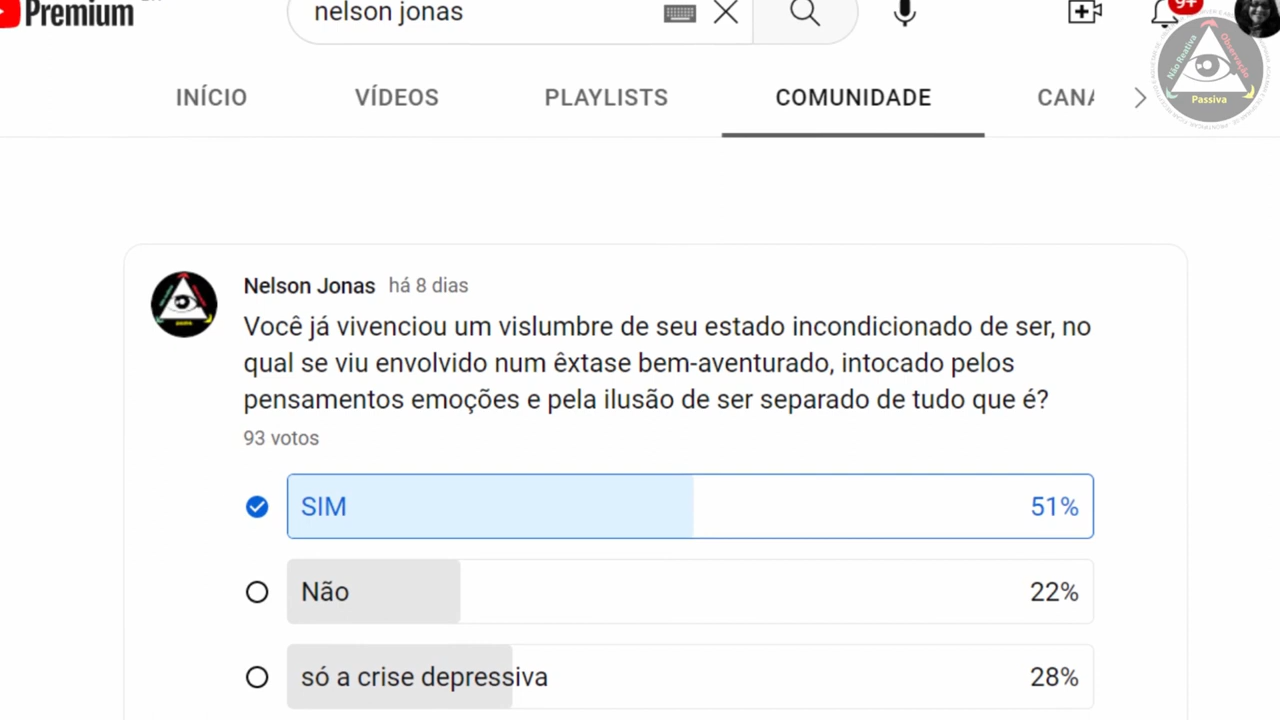 Premium
nelson jonas
9+
INÍCIO VÍDEOS PLAYLISTS COMUNIDADE CANA
Não Reativa
Observação
Passiva
Nelson Jonas há 8 dias
Você já vivenciou um vislumbre de seu estado incondicionado de ser, no
qual se viu envolvido num êxtase bem-aventurado, intocado pelos
pensamentos emoções e pela ilusão de ser separado de tudo que é?
93 votos
SIM 51%
Não 22%
só a crise depressiva 28%